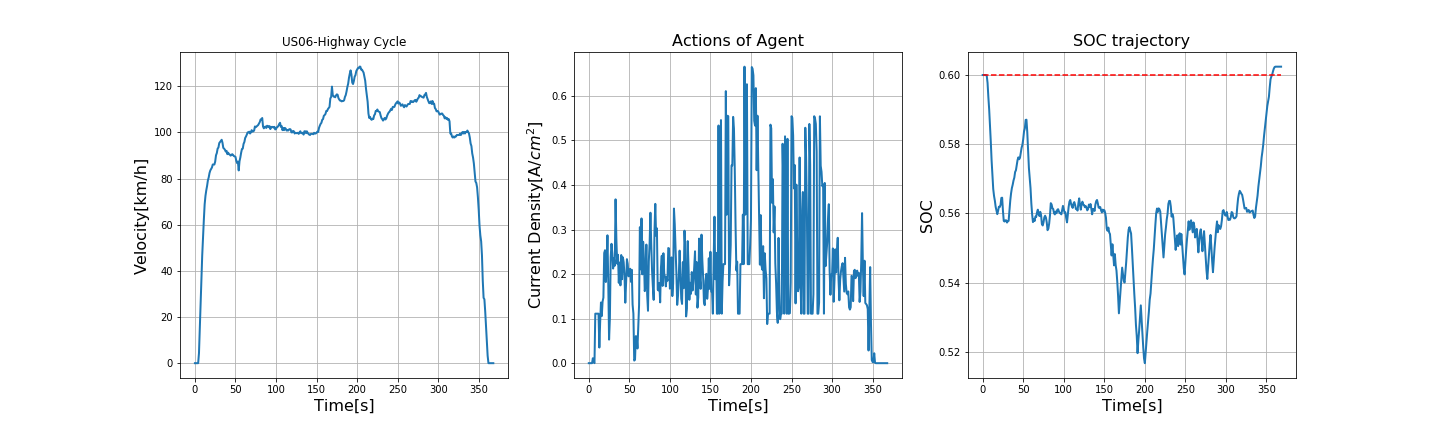 US06-Highway Cycle
Velocity[km/h]
120
100
80
60
40
20
0
0 50 100 150 200 250 300 350
Time[s]
Actions of Agent
Current Density[A/cm²]
0.6
0.5
0.4
0.3
0.2
0.1
0.0
0 50 100 150 200 250 300 350
Time[s]
SOC trajectory
SOC
0.60
0.58
0.56
0.54
0.52
0 50 100 150 200 250 300 350
Time[s]